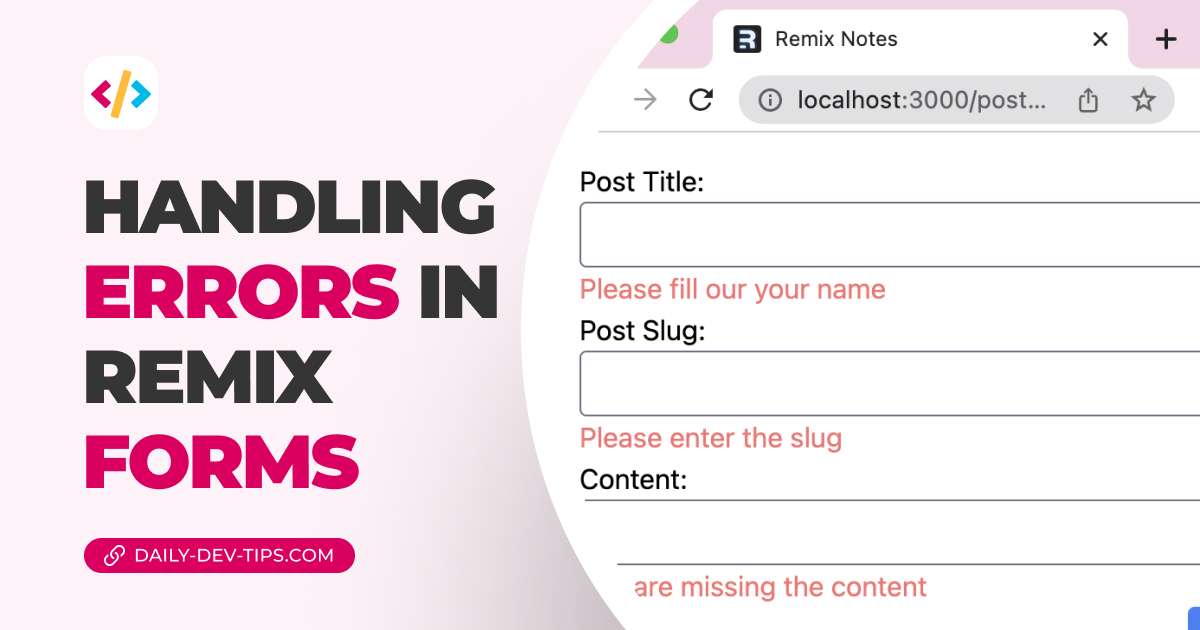 HANDLING
ERRORS IN
REMIX
FORMS
DAILY-DEV-TIPS.COM
Remix Notes
localhost:3000/post...
Post Title:
Please fill our your name
Post Slug:
Please enter the slug
Content:
are missing the content